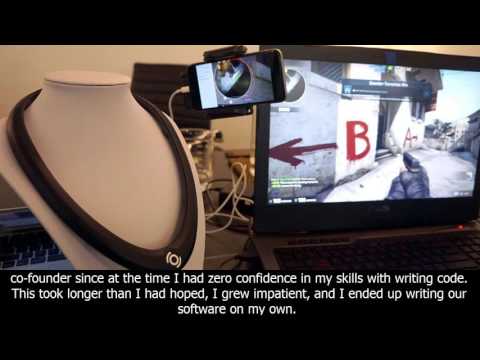 B
A
co-founder since at the time I had zero confidence in my skills with writing code.
This took longer than I had hoped, I grew impatient, and I ended up writing our
software on my own.